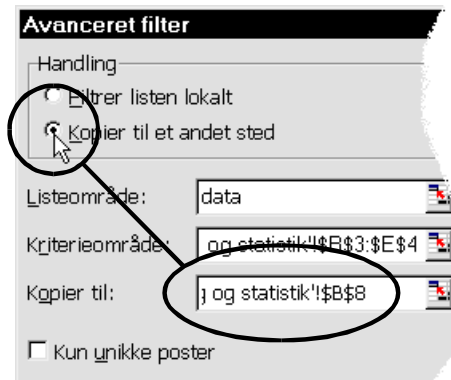 Avanceret filter
Handling
Filtrer listen lokalt
Kopier til et andet sted
Listeområde: data
Kriterieområde: og statistik'!$B$3:$E$4
Kopier til: og statistik'!$B$8
Kun unikke poster